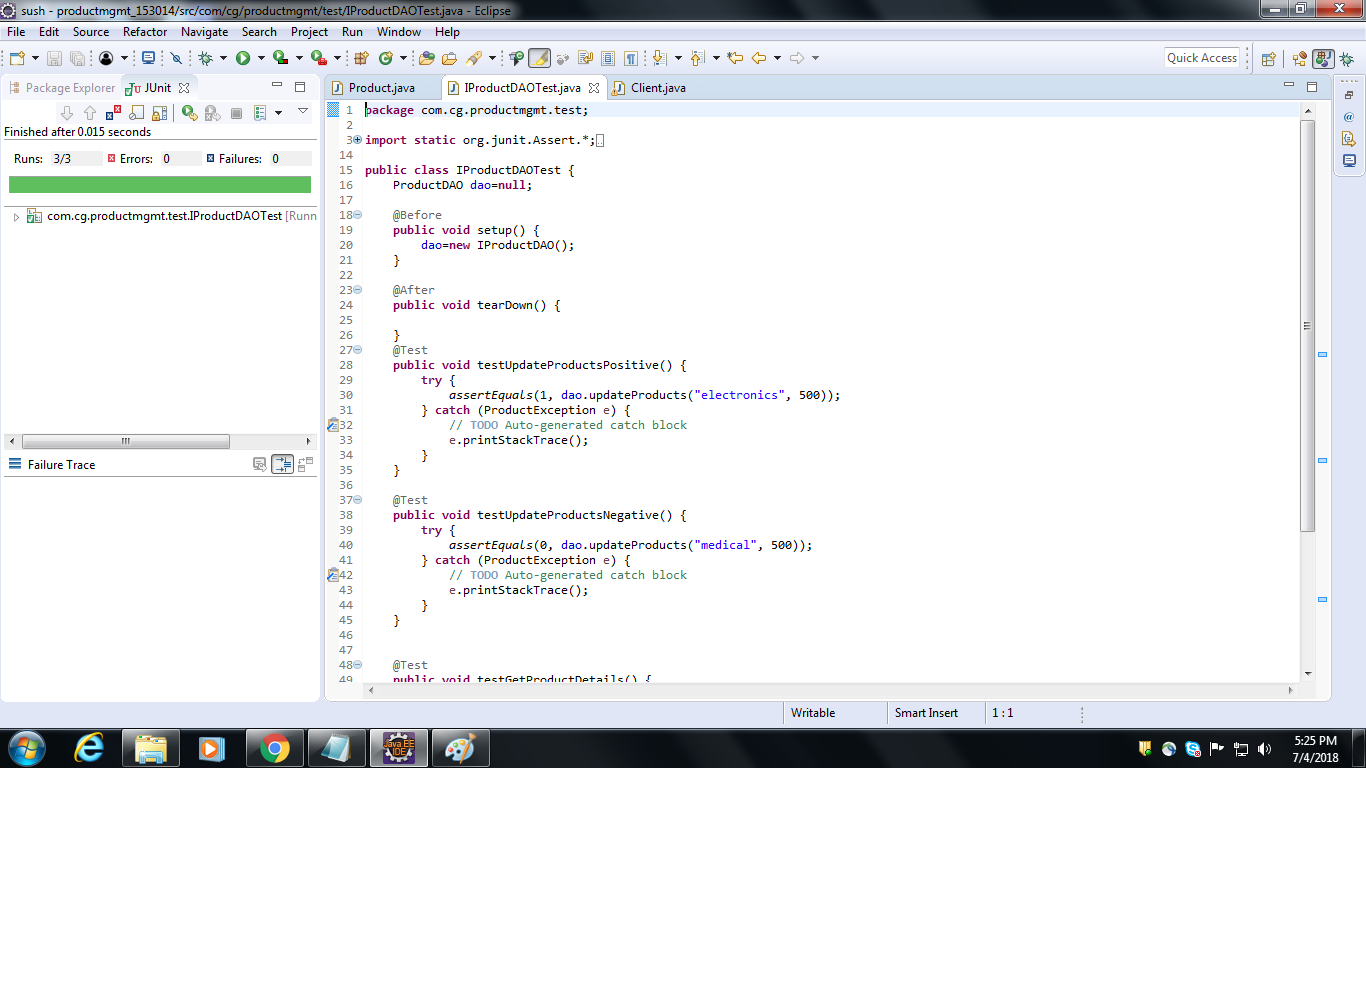 sush - productmgmt_153014/src/com/cg/productmgmt/test/IProductDAOTest.java - Eclipse
File Edit Source Refactor Navigate Search Project Run Window Help
Quick Access
Package Explorer JUnit
Finished after 0.015 seconds
Runs: 3/3 Errors: 0 Failures: 0
com.cg.productmgmt.test.IProductDAOTest [Runn
Failure Trace
Product.java IProductDAOTest.java Client.java
1 package com.cg.productmgmt.test;
2
3 import static org.junit.Assert.*;
14
15 public class IProductDAOTest {
16 ProductDAO dao=null;
17
18 @Before
19 public void setup() {
20 dao=new IProductDAO();
21 }
22
23 @After
24 public void tearDown() {
25
26 }
27 @Test
28 public void testUpdateProductsPositive() {
29 try {
30 assertEquals(1, dao.updateProducts("electronics", 500));
31 } catch (ProductException e) {
32 // TODO Auto-generated catch block
33 e.printStackTrace();
34 }
35 }
36
37 @Test
38 public void testUpdateProductsNegative() {
39 try {
40 assertEquals(0, dao.updateProducts("medical", 500));
41 } catch (ProductException e) {
42 // TODO Auto-generated catch block
43 e.printStackTrace();
44 }
45 }
46
47
48 @Test
49 public void testGetProductDetails() {
Writable Smart Insert 1 : 1
Java EE
IDE
5:25 PM
7/4/2018